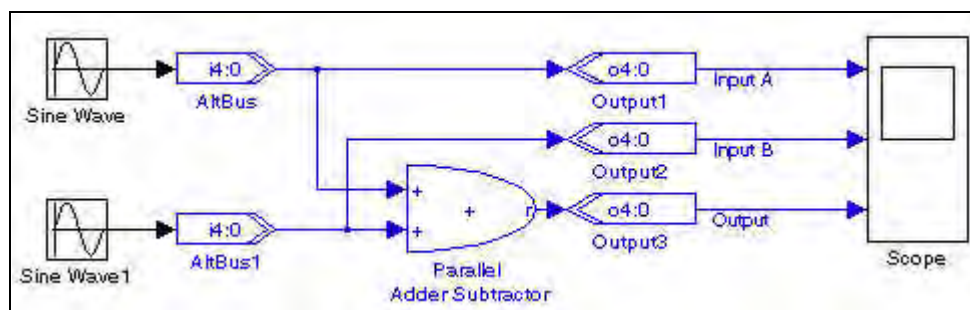 Sine Wave
i4:0
AltBus
o4:0
Output1
Input A
o4:0
Output2
Input B
+
+
+
r
o4:0
Output3
Output
Sine Wave1
i4:0
AltBus1
Parallel
Adder Subtractor
Scope